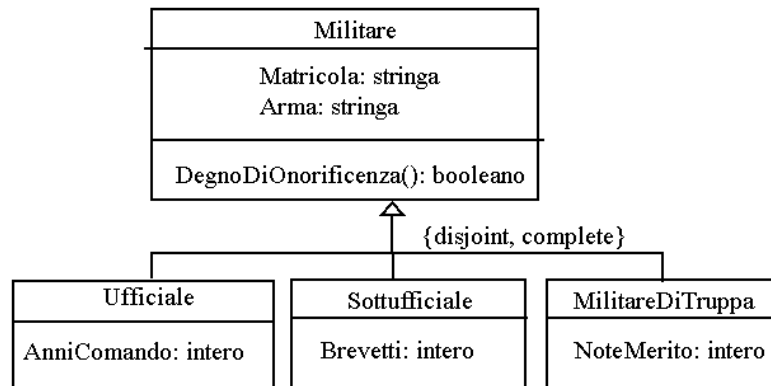 Militare
Matricola: stringa
Arma: stringa
DegnoDiOnorificenza(): booleano
{disjoint, complete}
Ufficiale
AnniComando: intero
Sottufficiale
Brevetti: intero
MilitareDiTruppa
NoteMerito: intero